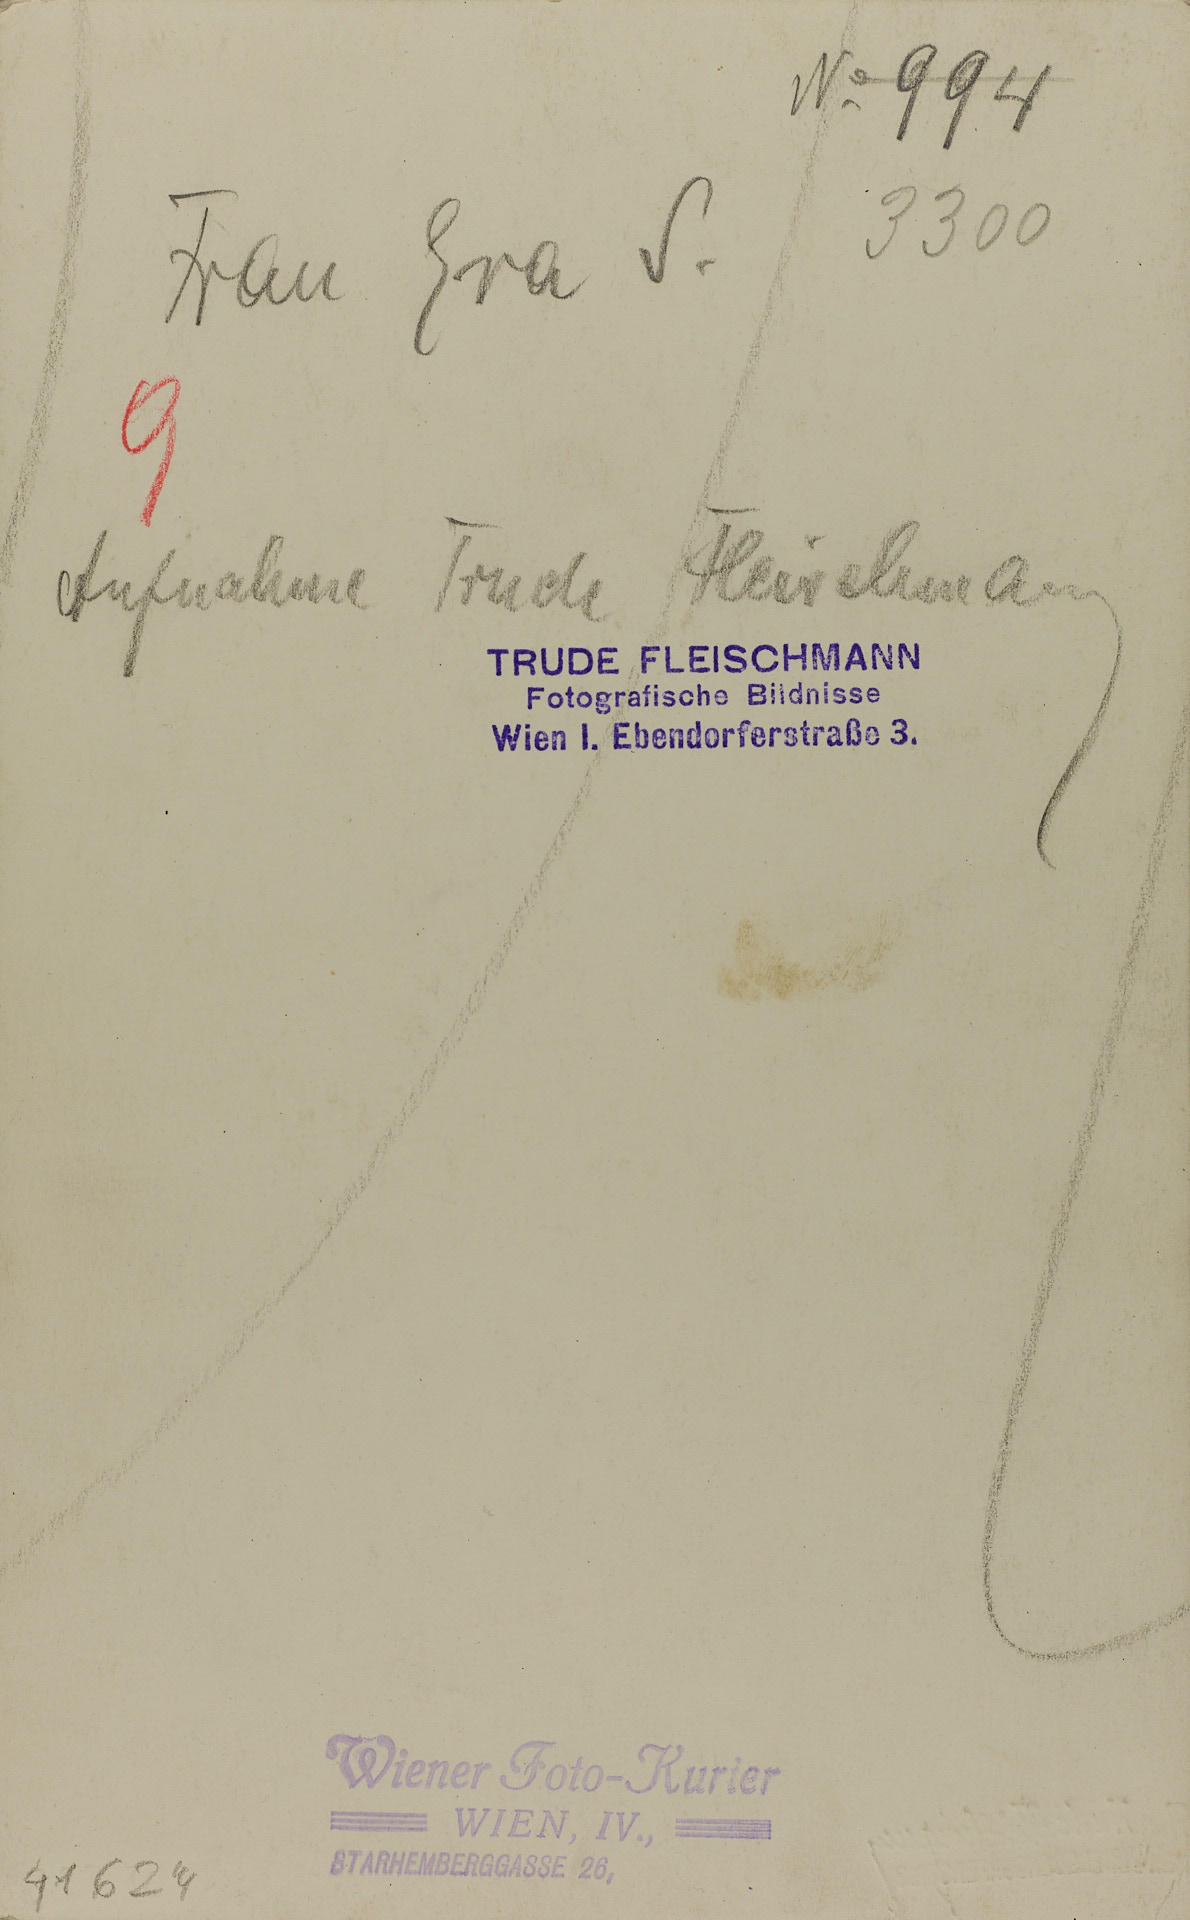 Nº 994
3300
Frau Eva S.
9
Aufnahme Trude Fleischmann
TRUDE FLEISCHMANN
Fotografische Bildnisse
Wien I. Ebendorferstraße 3.
Wiener Foto-Kurier
WIEN, IV.,
STARHEMBERGGASSE 26,
41624